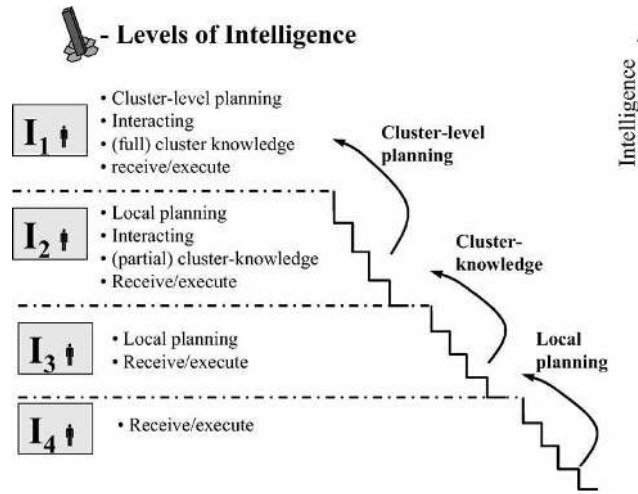 - Levels of Intelligence
Intelligence
I1
• Cluster-level planning
• Interacting
• (full) cluster knowledge
• receive/execute
Cluster-level
planning
I2
• Local planning
• Interacting
• (partial) cluster-knowledge
• Receive/execute
Cluster-
knowledge
I3
• Local planning
• Receive/execute
Local
planning
I4
• Receive/execute